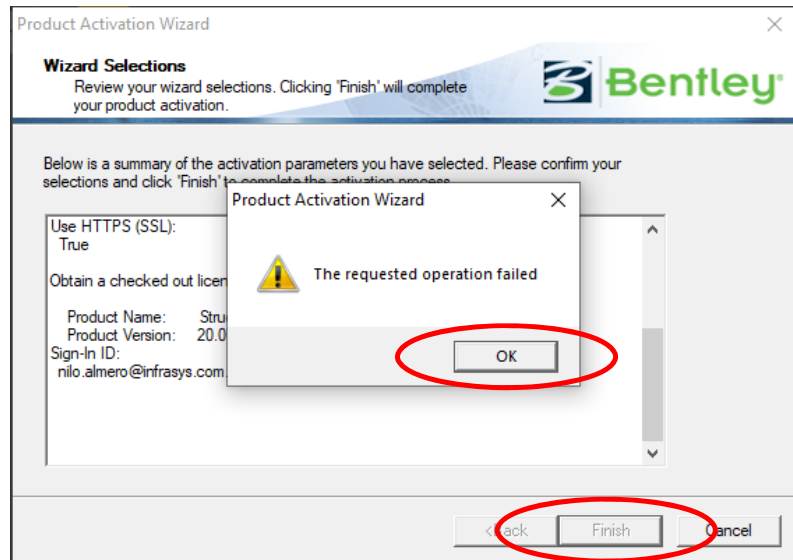 Product Activation Wizard
Wizard Selections
Review your wizard selections. Clicking 'Finish' will complete
your product activation.
Bentley
Below is a summary of the activation parameters you have selected. Please confirm your
selections and click 'Finish' to complete the activation process.
Use HTTPS (SSL):
True
Obtain a checked out licen
Product Name: Stru
Product Version: 20.0
Sign-In ID:
nilo.almero@infrasys.com.
Product Activation Wizard
The requested operation failed
OK
< Back Finish Cancel